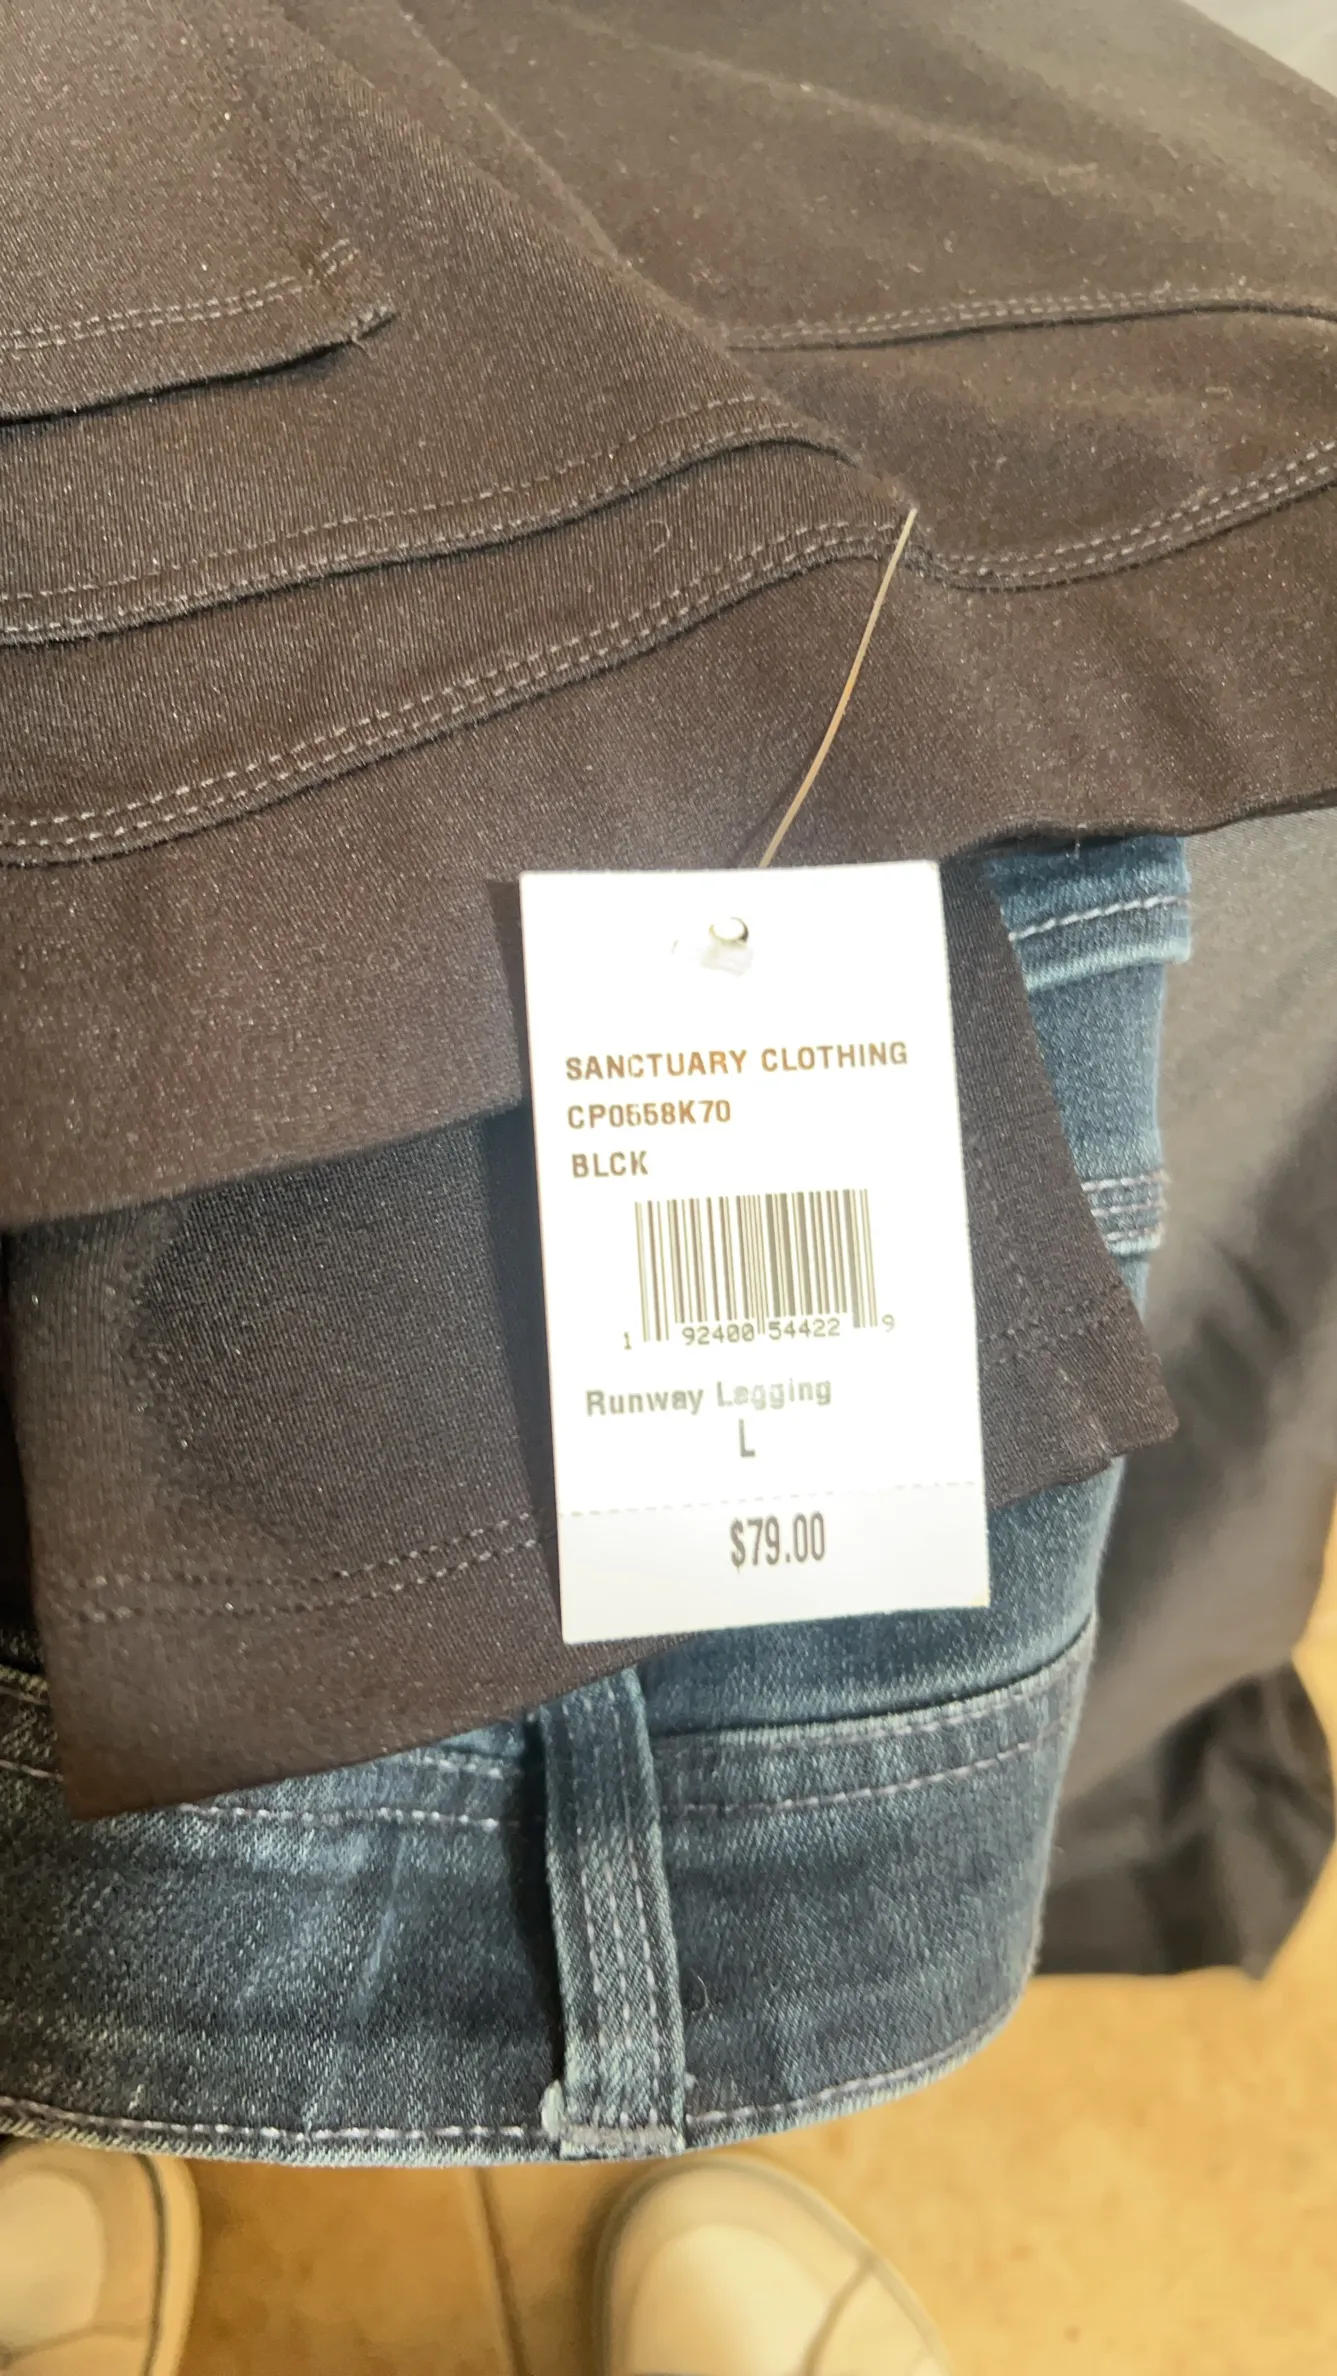 SANCTUARY CLOTHING
CP0558K70
BLCK
1 92400 54422 9
Runway Legging
L
$79.00